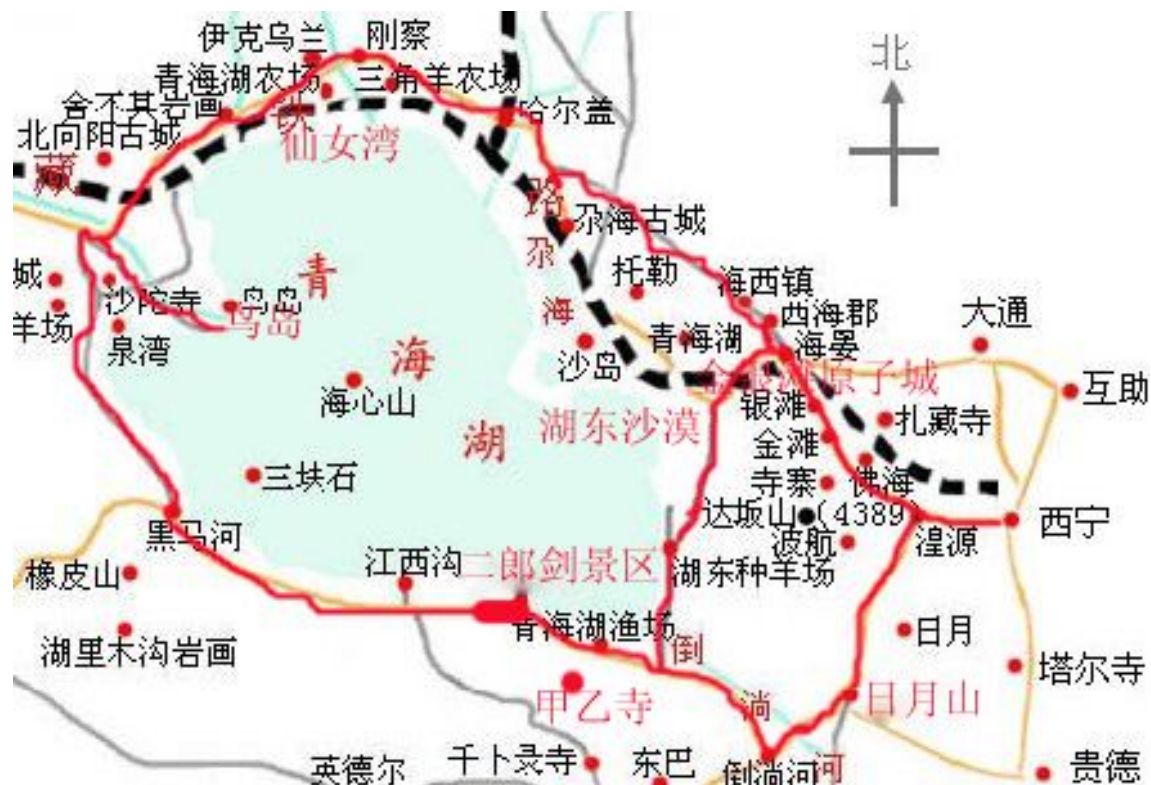 伊克乌兰
刚察
北
青海湖农场
三角羊农场
舍不其岩画
铁
哈尔盖
北向阳古城
仙女湾
藏
路
尕海古城
尕
青
城
托勒
海西镇
沙陀寺
鸟岛
鸟岛
海
西海郡
大通
羊场
泉湾
海
沙岛
青海湖
海晏
金银滩原子城
互助
海心山
银滩
湖东沙漠
扎藏寺
湖
金滩
三块石
寺寨
佛海
达坂山(4389)
西宁
黑马河
波航
湟源
江西沟
二郎剑景区
橡皮山
湖东种羊场
青海湖渔场
日月
湖里木沟岩画
倒
塔尔寺
甲乙寺
淌
日月山
英德尔
千卜录寺
东巴
倒淌河
河
贵德